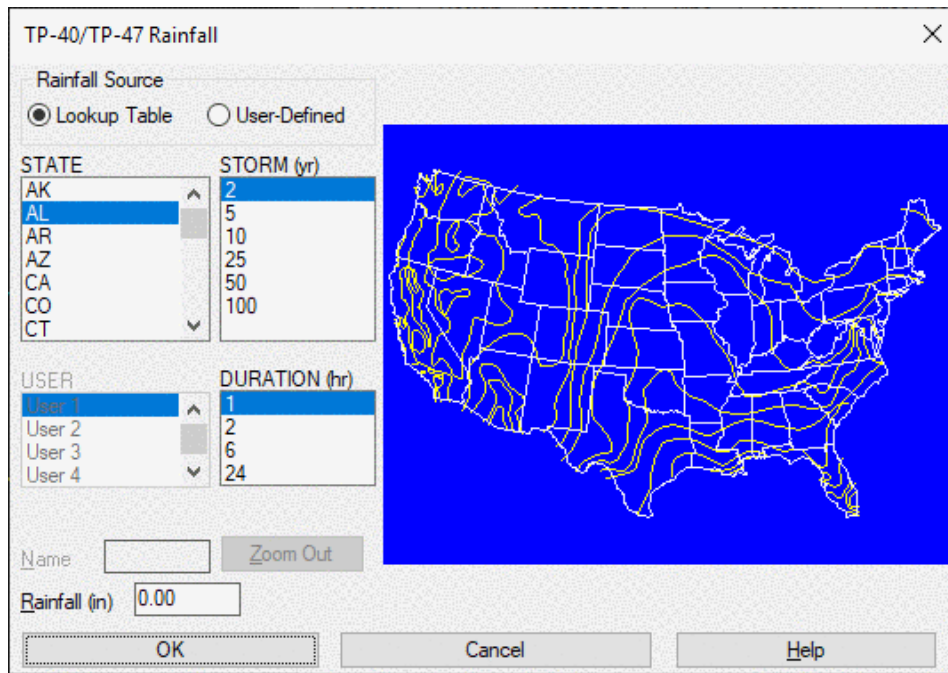 TP-40/TP-47 Rainfall
Rainfall Source
Lookup Table
User-Defined
STATE
AK
AL
AR
AZ
CA
CO
CT
STORM (yr)
2
5
10
25
50
100
USER
User 1
User 2
User 3
User 4
DURATION (hr)
1
2
6
24
Name
Zoom Out
Rainfall (in)
0.00
OK
Cancel
Help